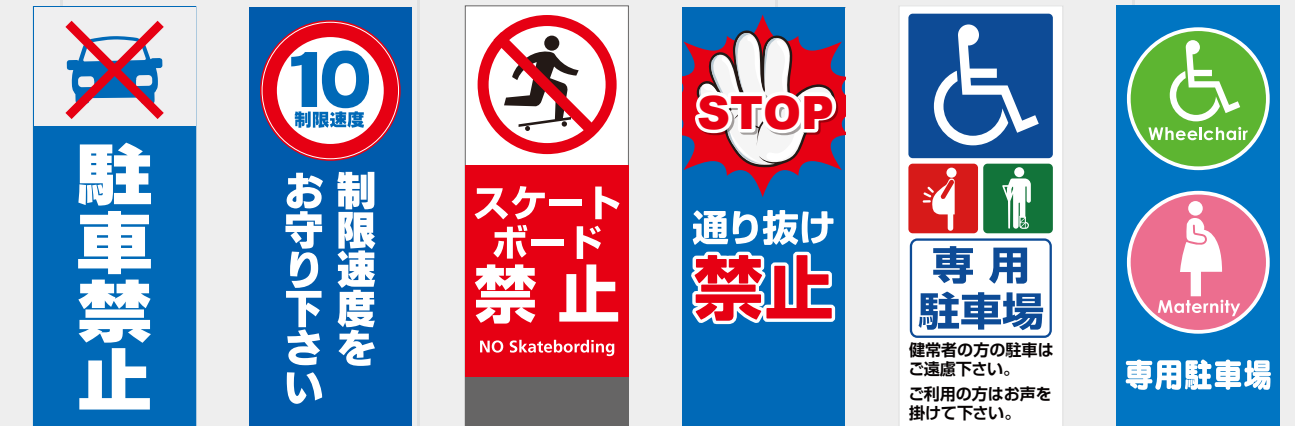 駐車禁止
10
制限速度
制限速度を
お守り下さい
スケート
ボード
禁止
NO Skatebording
STOP
通り抜け
禁止
専用
駐車場
健常者の方の駐車は
ご遠慮下さい。
ご利用の方はお声を
掛けて下さい。
Wheelchair
Maternity
専用駐車場